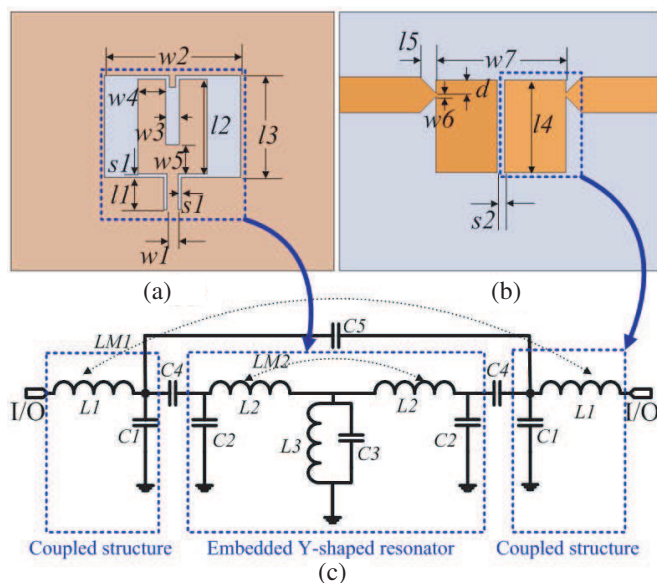 w2
w4
w3
l2
l3
s1
w5
l1
s1
w1
(a)
l5
w7
d
w6
l4
s2
(b)
LM1
C5
LM2
C4
C4
I/O
L1
L2
L2
L1
I/O
C1
C2
L3
C3
C2
C1
Coupled structure
Embedded Y-shaped resonator
Coupled structure
(c)